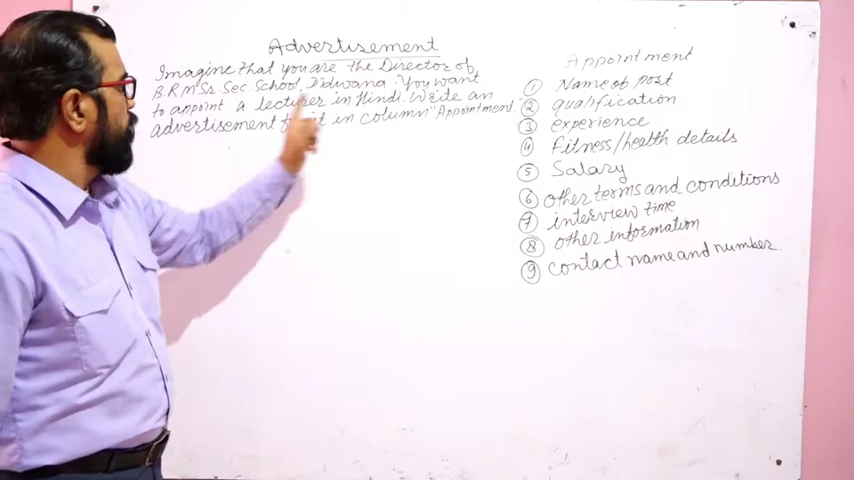 Advertisement
Imagine that you are the Director of
B.R.M Sr. Sec School Didwana. You want
to appoint a lecturer in Hindi. Write an
advertisement it in column "Appointment
Appointment
① Name of post
② qualification
③ experience
④ Fitness/health details
⑤ Salary
⑥ other terms and conditions
⑦ interview time
⑧ other information
⑨ contact name and number